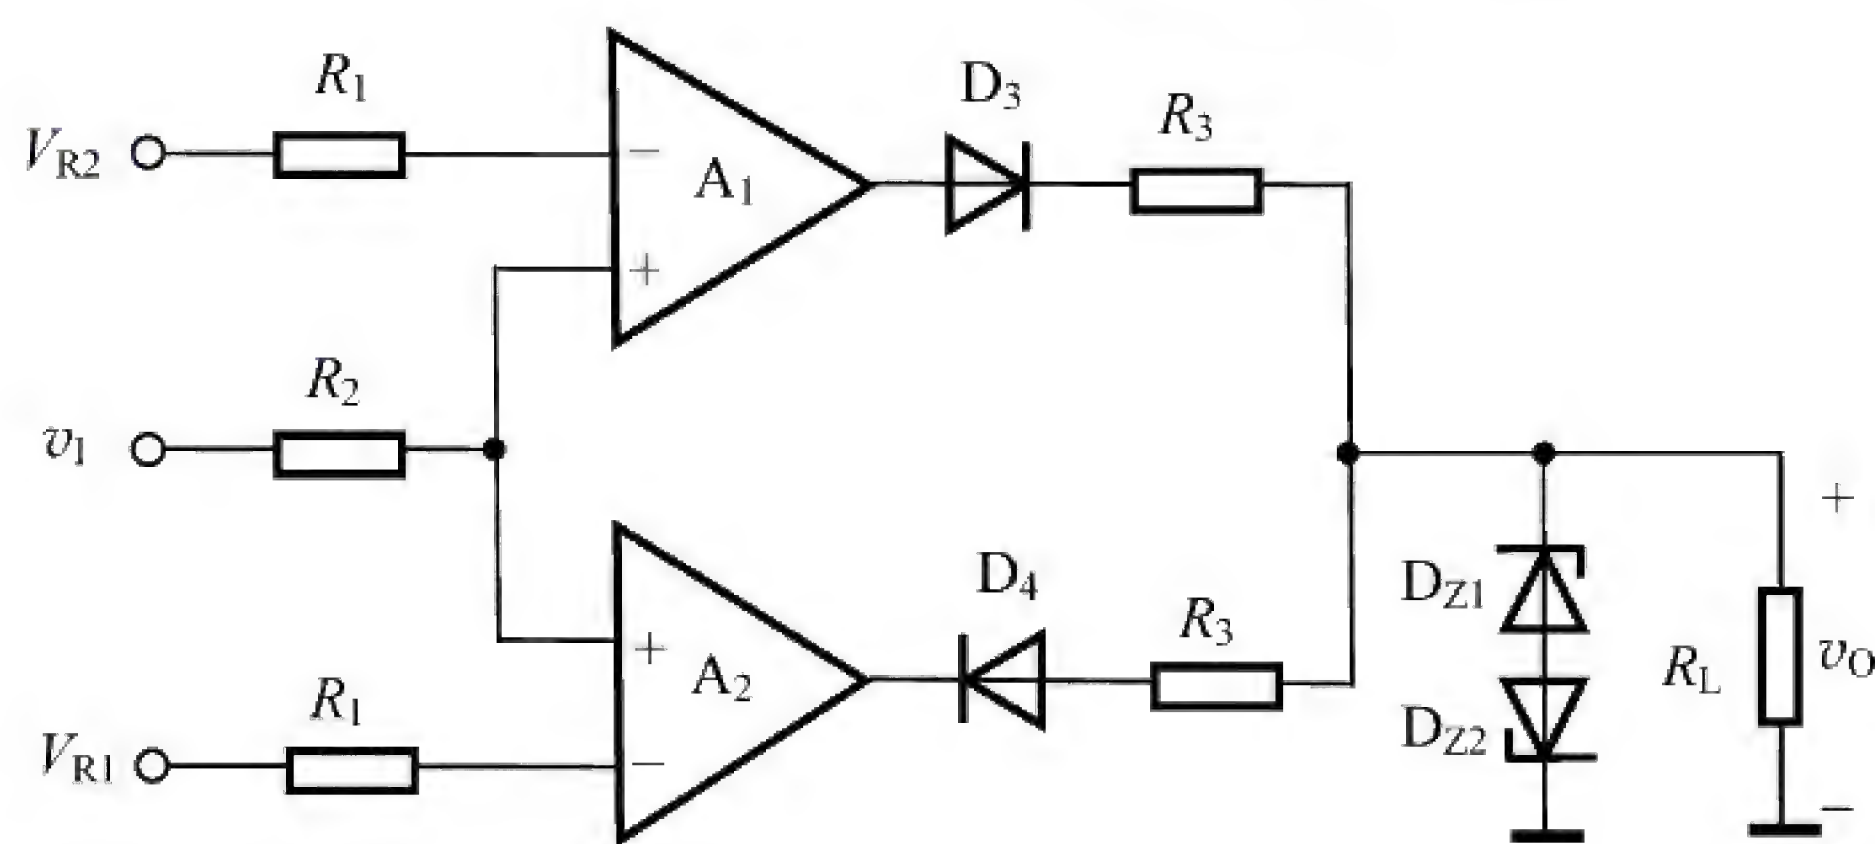 R1
D3
R3
VR2
−
A1
+
R2
vI
+
DZ1
D4
R3
+
A2
RL
vO
R1
DZ2
VR1
−
−